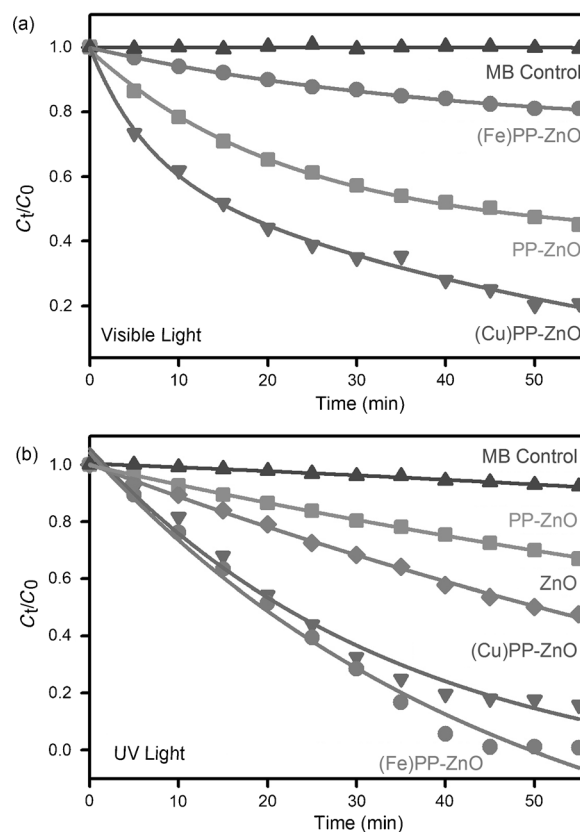 (a)
1.0
0.8
0.6
0.4
0.2
Ct/C0
MB Control
(Fe)PP-ZnO
PP-ZnO
(Cu)PP-ZnO
Visible Light
0 10 20 30 40 50
Time (min)
(b)
1.0
0.8
0.6
0.4
0.2
0.0
Ct/C0
MB Control
PP-ZnO
ZnO
(Cu)PP-ZnO
(Fe)PP-ZnO
UV Light
0 10 20 30 40 50
Time (min)